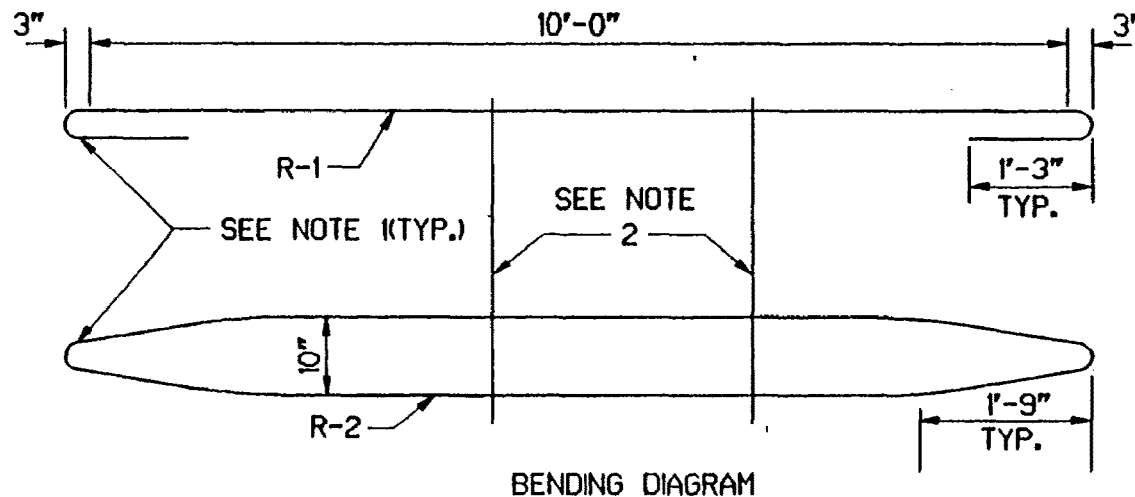 3" 10'-0" 3'
R-1
1'-3"
TYP.
SEE NOTE 1(TYP.)
SEE NOTE
2
10"
R-2
1'-9"
TYP.
BENDING DIAGRAM